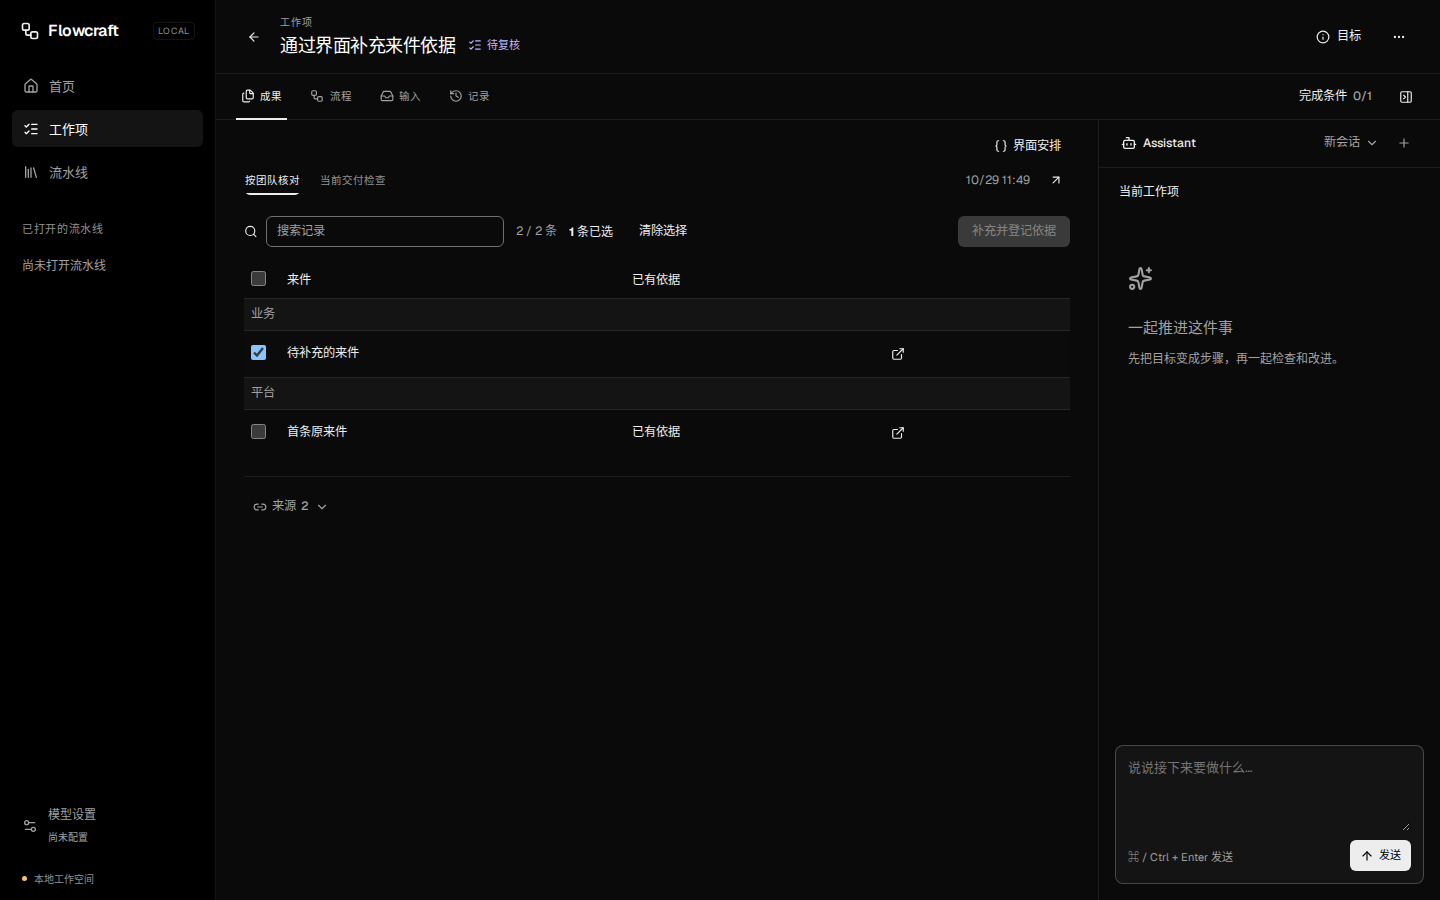 Flowcraft LOCAL
首页
工作项
流水线
已打开的流水线
尚未打开流水线
模型设置
尚未配置
本地工作空间
工作项
通过界面补充来件依据 待复核
目标
成果 流程 输入 记录
完成条件 0/1
{ } 界面安排
按团队核对 当前交付检查
10/29 11:49
搜索记录 2 / 2 条 1 条已选 清除选择 补充并登记依据
来件 已有依据
业务
待补充的来件
平台
首条原来件 已有依据
来源 2
Assistant 新会话
当前工作项
一起推进这件事
先把目标变成步骤，再一起检查和改进。
说说接下来要做什么...
⌘ / Ctrl + Enter 发送 发送